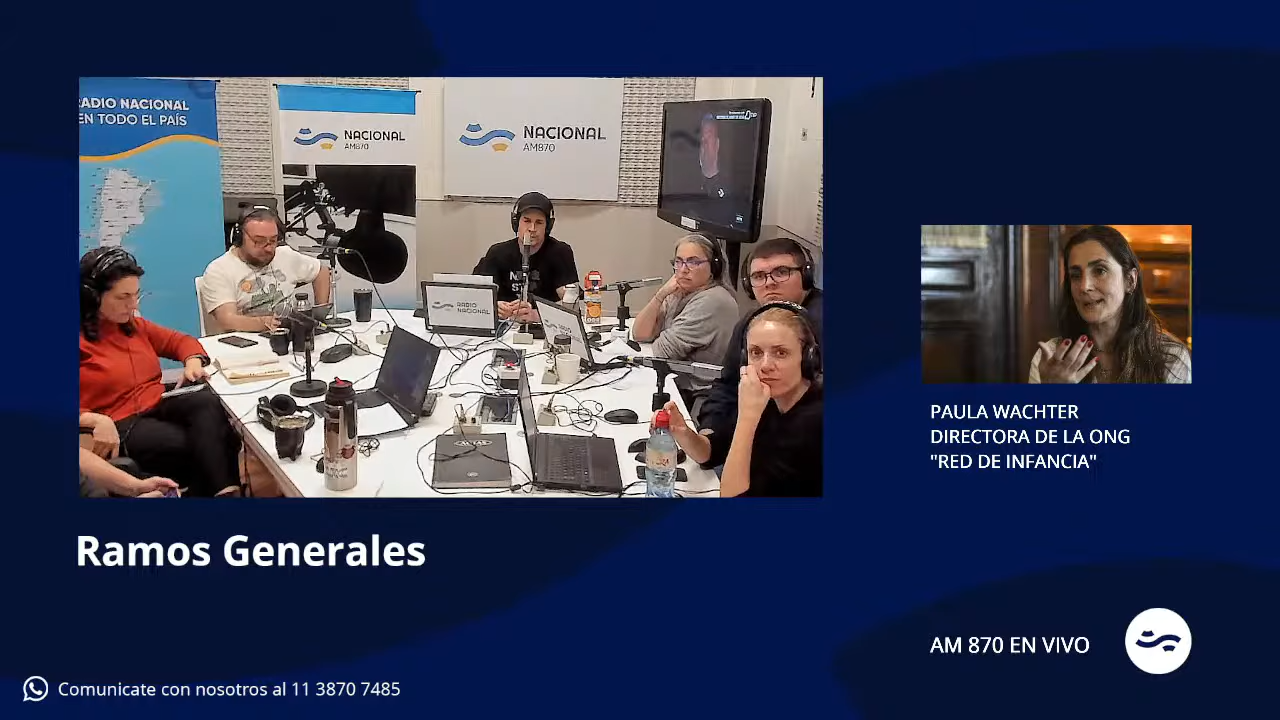 RADIO NACIONAL
EN TODO EL PAÍS
NACIONAL
AM870
NACIONAL
AM870
RADIO
NACIONAL
PAULA WACHTER
DIRECTORA DE LA ONG
"RED DE INFANCIA"
Ramos Generales
AM 870 EN VIVO
Comunicate con nosotros al 11 3870 7485